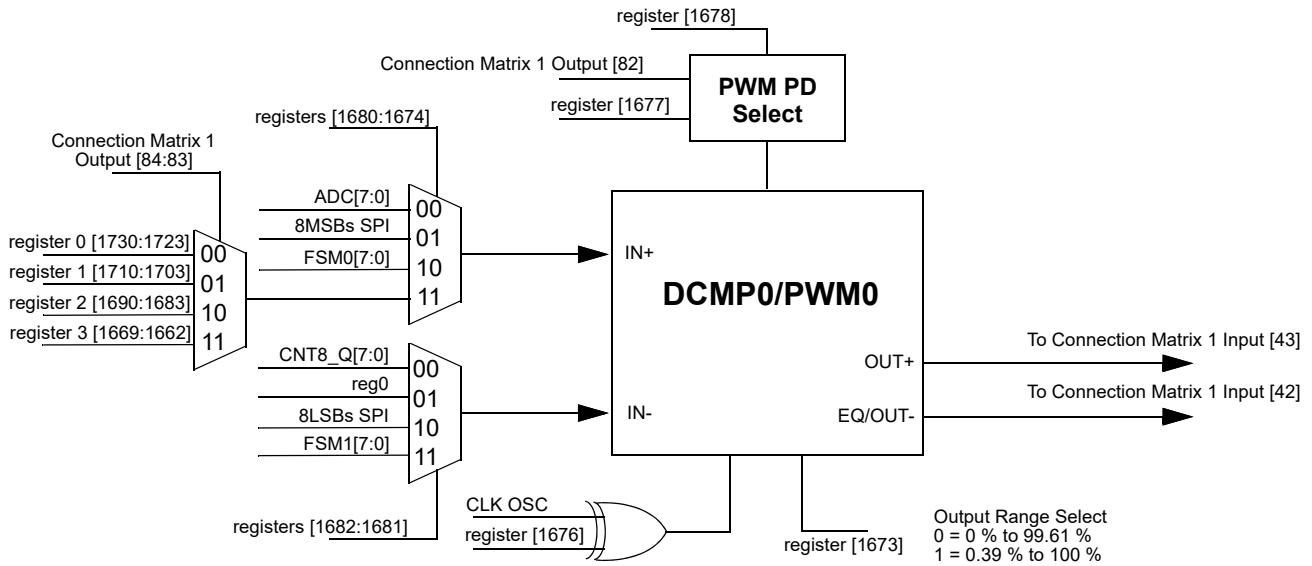 register [1678]
Connection Matrix 1 Output [82]
register [1677]
PWM PD
Select
registers [1680:1674]
Connection Matrix 1
Output [84:83]
ADC[7:0]
8MSBs SPI
FSM0[7:0]
00
01
10
11
register 0 [1730:1723]
register 1 [1710:1703]
register 2 [1690:1683]
register 3 [1669:1662]
00
01
10
11
IN+
DCMP0/PWM0
CNT8_Q[7:0]
reg0
8LSBs SPI
FSM1[7:0]
00
01
10
11
IN-
OUT+
EQ/OUT-
To Connection Matrix 1 Input [43]
To Connection Matrix 1 Input [42]
registers [1682:1681]
CLK OSC
register [1676]
register [1673]
Output Range Select
0 = 0 % to 99.61 %
1 = 0.39 % to 100 %